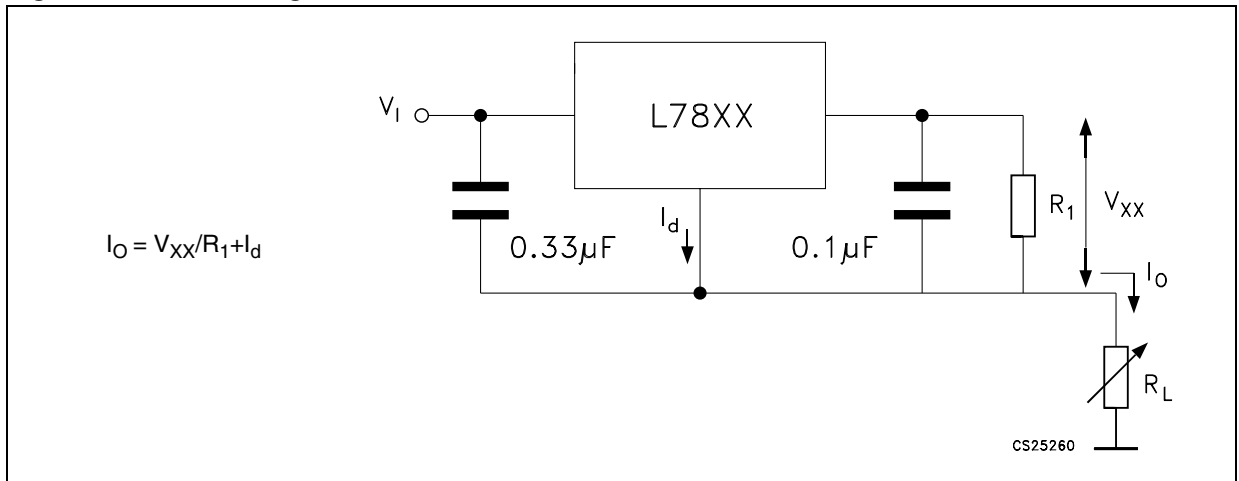 V_I
L78XX
I_d
R_1
V_XX
0.33µF
0.1µF
I_O = V_XX/R_1+I_d
I_O
R_L
CS25260